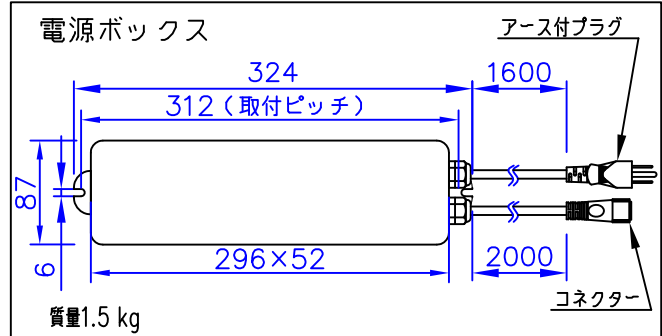 電源ボックス
アース付プラグ
324
1600
312（取付ピッチ）
87
6
296×52
2000
コネクター
質量1.5 kg